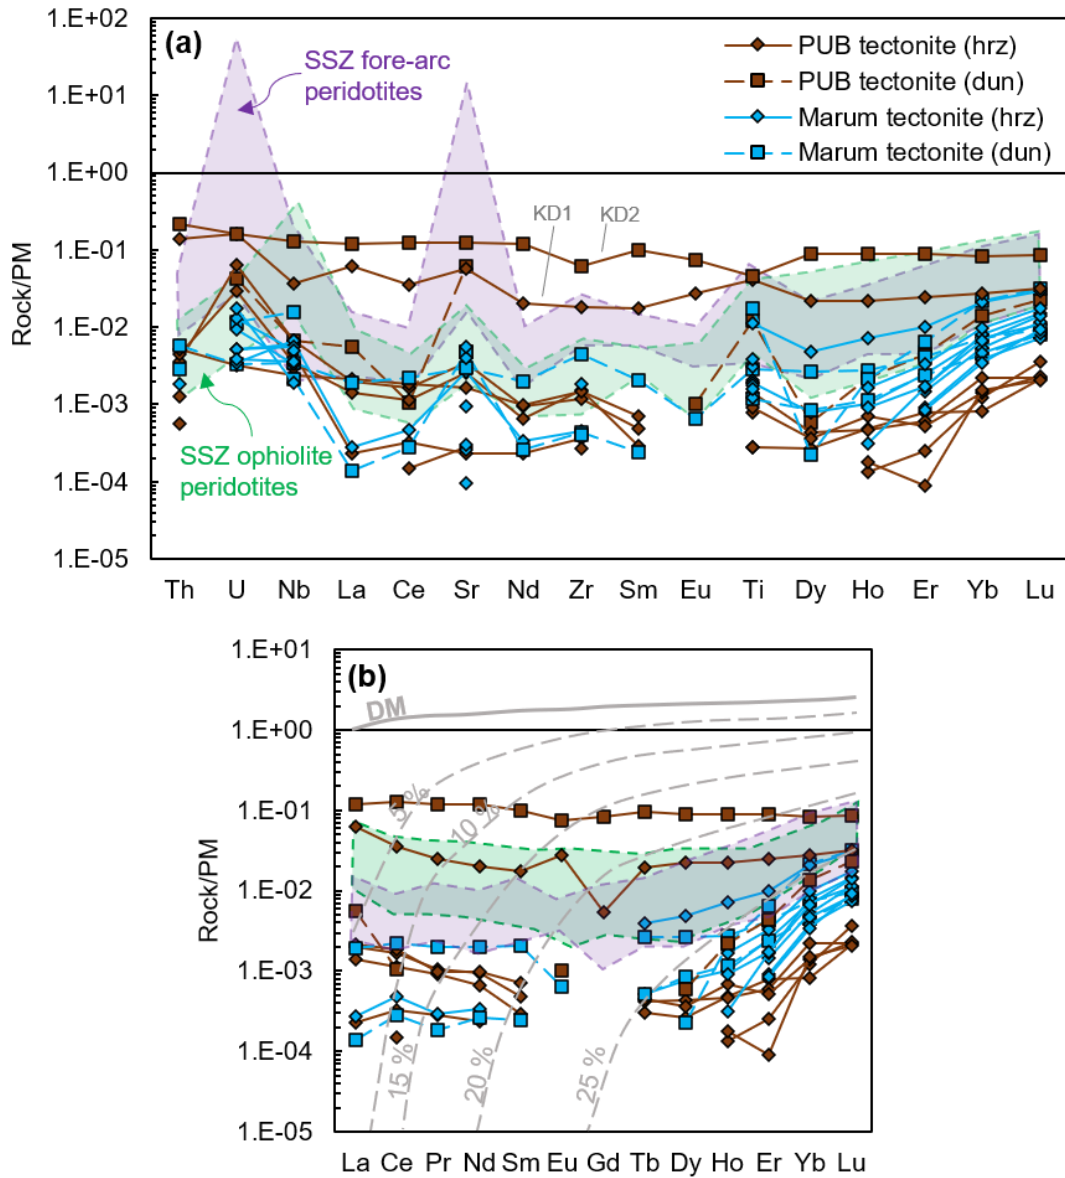 1.E+02
1.E+01
1.E+00
1.E-01
1.E-02
1.E-03
1.E-04
1.E-05
Rock/PM
(a)
SSZ fore-arc
peridotites
PUB tectonite (hrz)
PUB tectonite (dun)
Marum tectonite (hrz)
Marum tectonite (dun)
KD1
KD2
SSZ ophiolite
peridotites
Th U Nb La Ce Sr Nd Zr Sm Eu Ti Dy Ho Er Yb Lu
1.E+01
1.E+00
1.E-01
1.E-02
1.E-03
1.E-04
1.E-05
Rock/PM
(b)
DM
5 %
10 %
15 %
20 %
25 %
La Ce Pr Nd Sm Eu Gd Tb Dy Ho Er Yb Lu